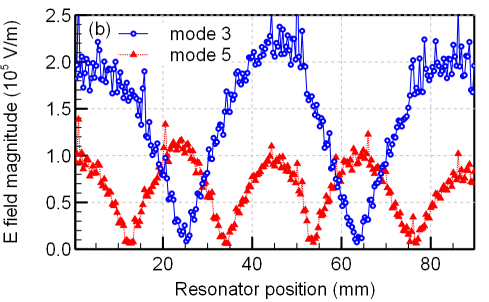 2.5
(b)
mode 3
mode 5
2.0
1.5
1.0
0.5
0.0
E field magnitude (10⁵ V/m)
20 40 60 80
Resonator position (mm)